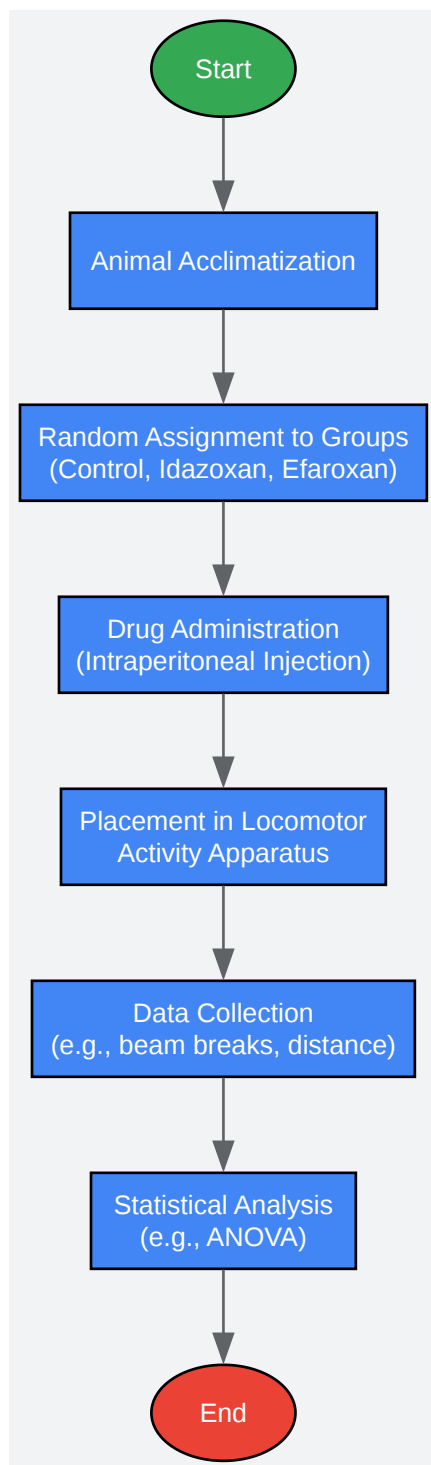 Start
Animal Acclimatization
Random Assignment to Groups
(Control, Idazoxan, Efaroxan)
Drug Administration
(Intraperitoneal Injection)
Placement in Locomotor
Activity Apparatus
Data Collection
(e.g., beam breaks, distance)
Statistical Analysis
(e.g., ANOVA)
End